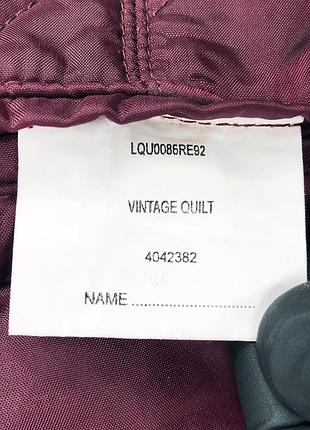 LQU0086RE92
VINTAGE QUILT
4042382
NAME ........................